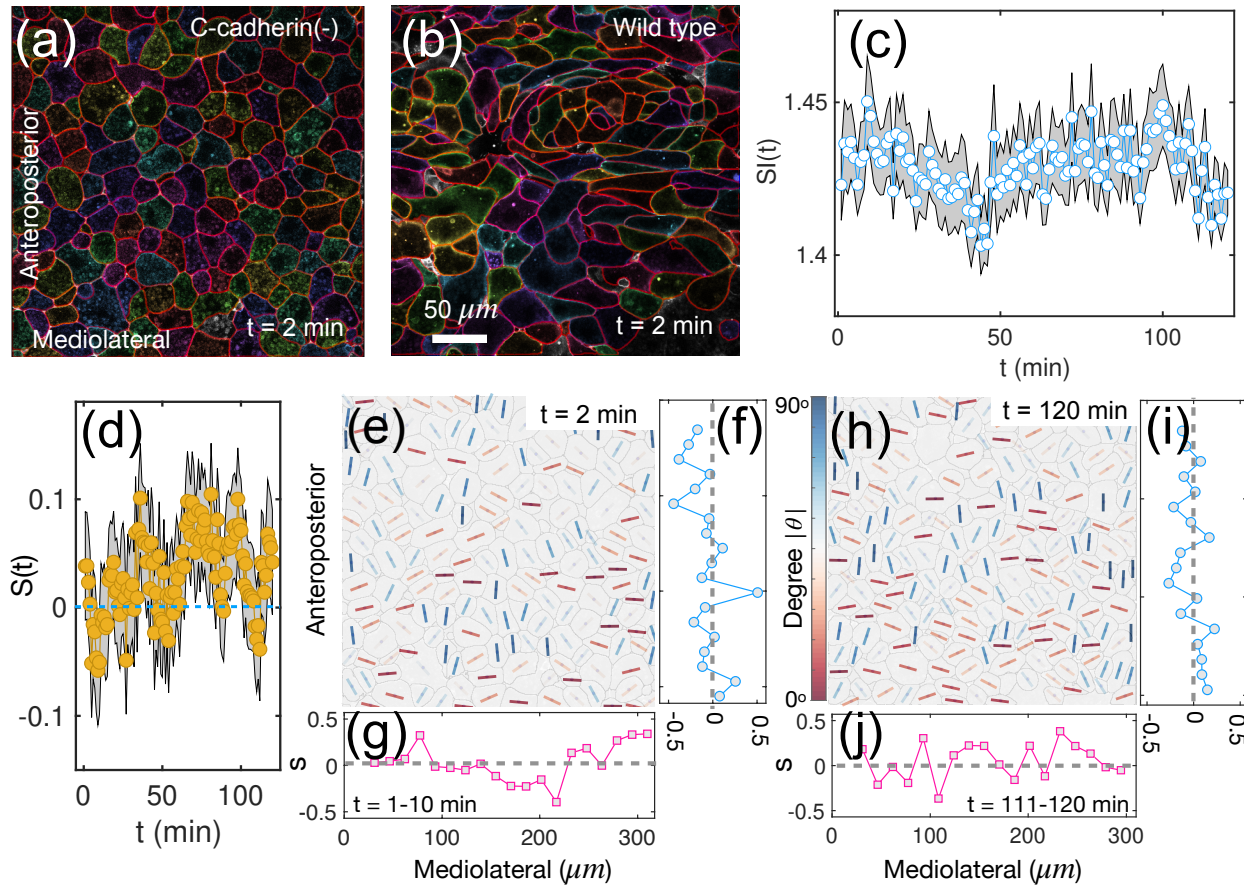 (a)
C-cadherin(-)
Anteroposterior
Mediolateral
t = 2 min
(b)
Wild type
50 μm
t = 2 min
(c)
SI(t)
1.45
1.4
0
50
100
t (min)
(d)
S(t)
0.1
0
-0.1
0
50
100
t (min)
(e)
t = 2 min
Anteroposterior
(f)
-0.5
0
0.5
(g)
s
0.5
0
-0.5
t = 1-10 min
0
100
200
300
Mediolateral (μm)
90o
Degree |θ|
0o
(h)
t = 120 min
(i)
-0.5
0
0.5
(j)
s
0.5
0
-0.5
t = 111-120 min
0
100
200
300
Mediolateral (μm)